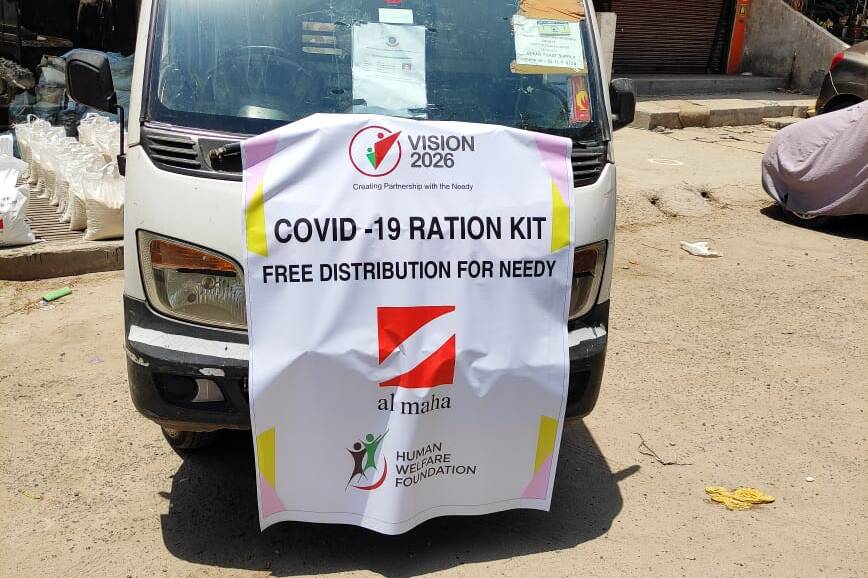 VISION
2026
Creating Partnership with the Needy
COVID -19 RATION KIT
FREE DISTRIBUTION FOR NEEDY
al maha
HUMAN
WELFARE
FOUNDATION